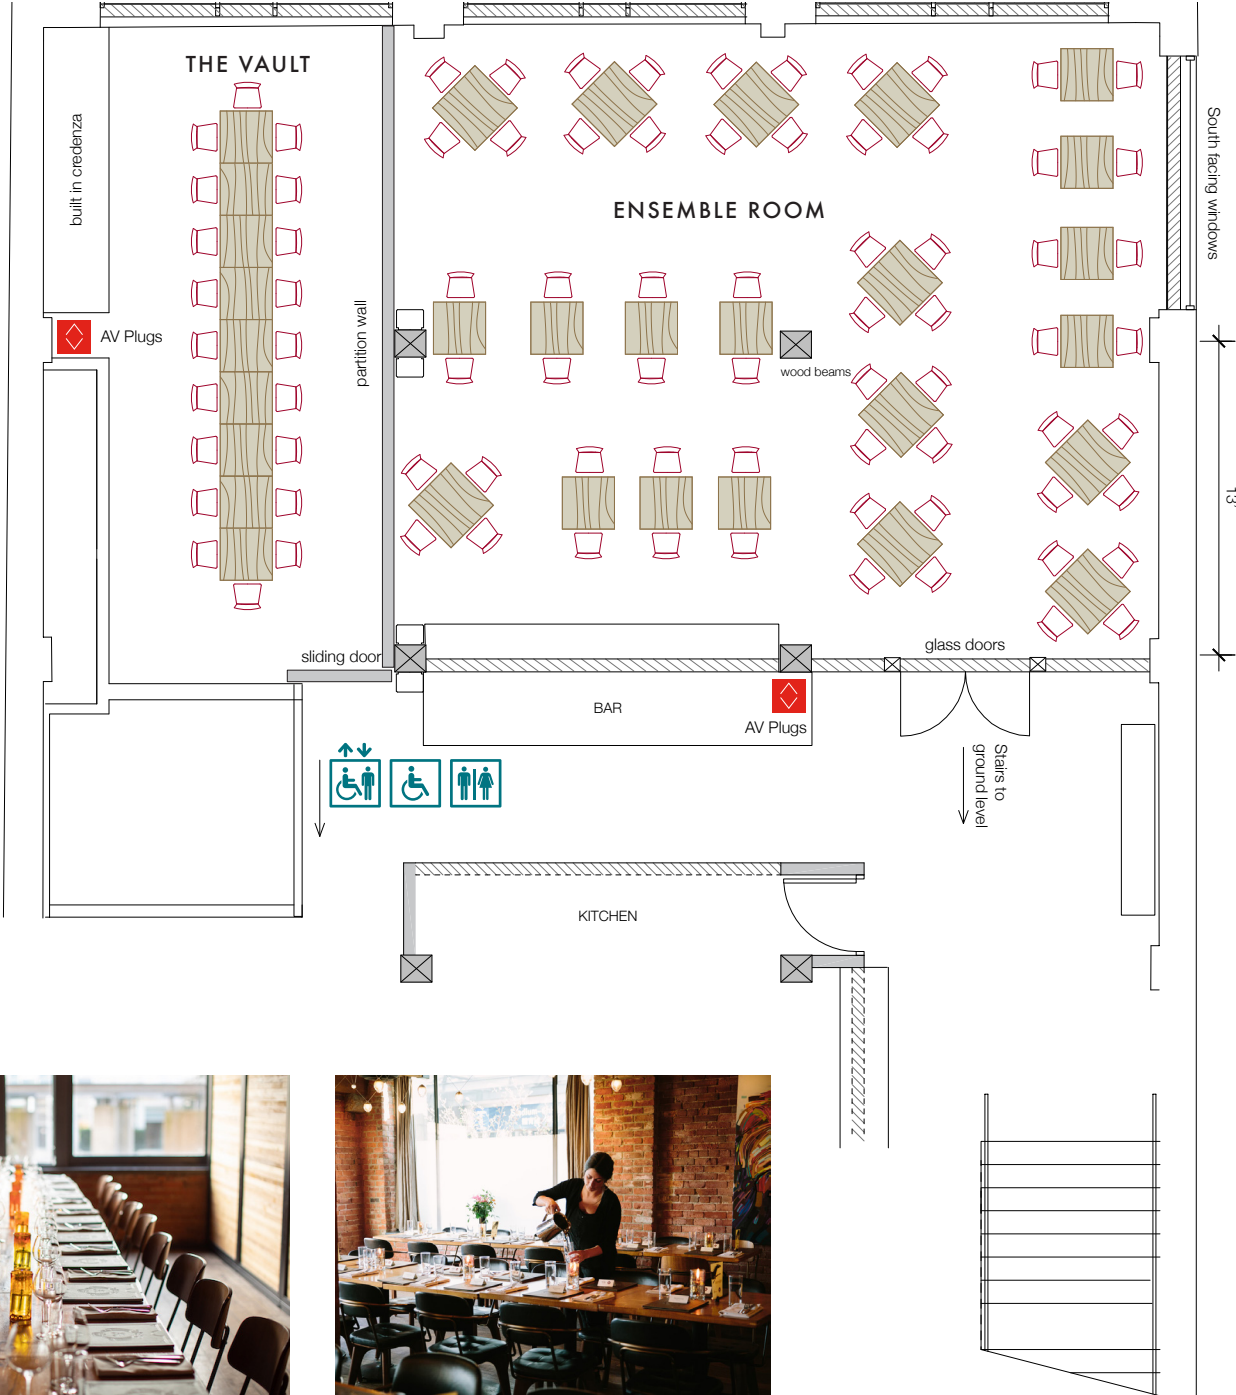 THE VAULT
ENSEMBLE ROOM
built in credenza
South facing windows
AV Plugs
partition wall
wood beams
13'
sliding door
glass doors
BAR
AV Plugs
Stairs to
ground level
KITCHEN